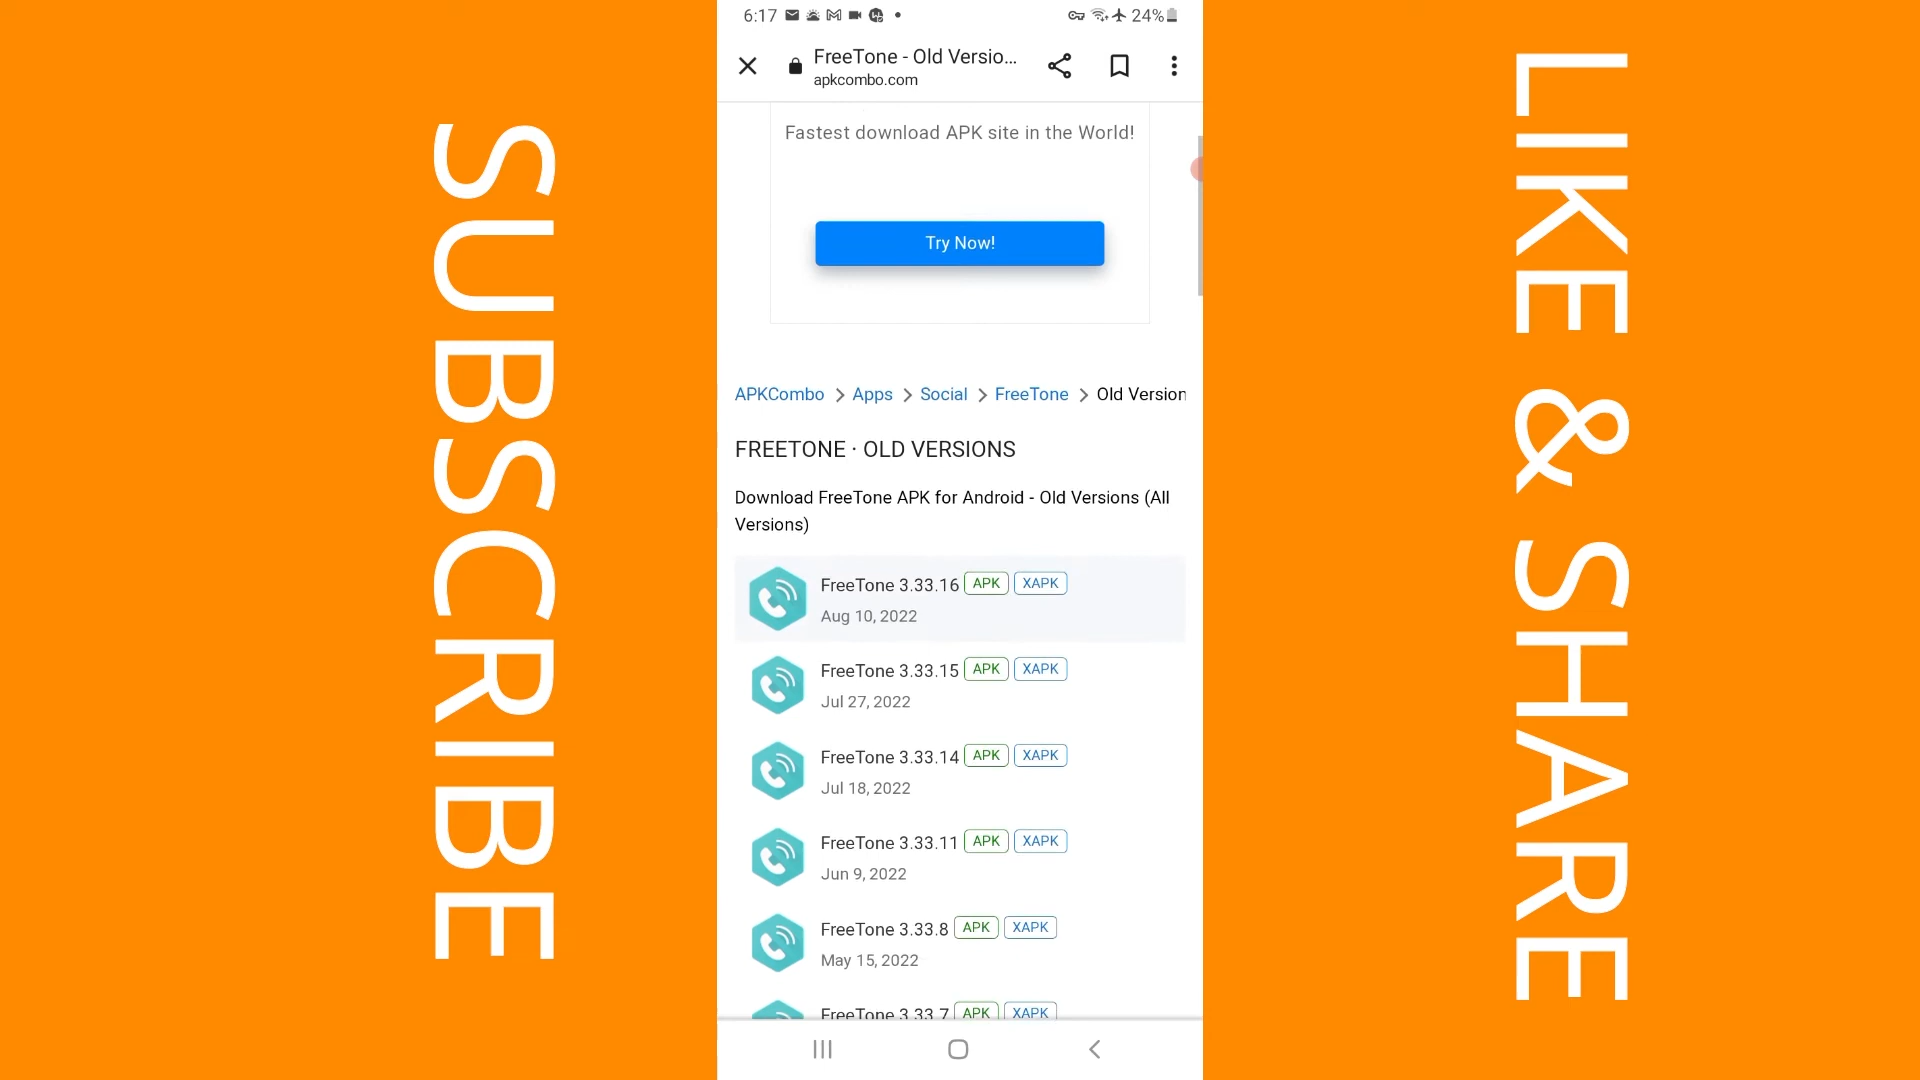 SUBSCRIBE
6:17
24%
FreeTone - Old Versio...
apkcombo.com
Fastest download APK site in the World!
Try Now!
APKCombo > Apps > Social > FreeTone > Old Version
FREETONE · OLD VERSIONS
Download FreeTone APK for Android - Old Versions (All
Versions)
FreeTone 3.33.16 APK XAPK
Aug 10, 2022
FreeTone 3.33.15 APK XAPK
Jul 27, 2022
FreeTone 3.33.14 APK XAPK
Jul 18, 2022
FreeTone 3.33.11 APK XAPK
Jun 9, 2022
FreeTone 3.33.8 APK XAPK
May 15, 2022
FreeTone 3.33.7 APK XAPK
LIKE & SHARE